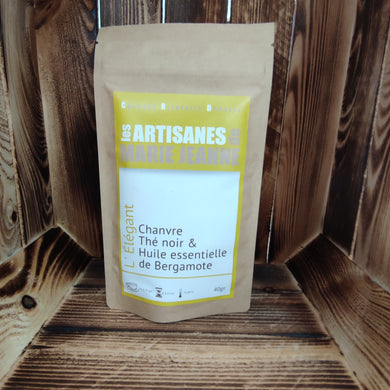 les ARTISANES de
MARIE JEANNE
L'Élégant
Chanvre
Thé noir &
Huile essentielle
de Bergamote
40gr